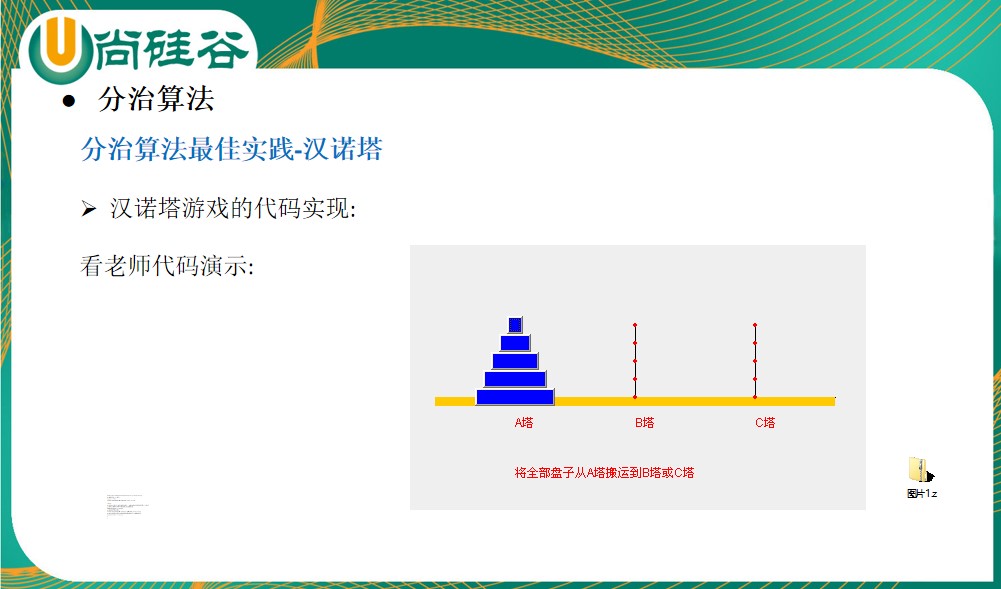 尚硅谷
● 分治算法
分治算法最佳实践-汉诺塔
➢ 汉诺塔游戏的代码实现:
看老师代码演示:
A塔 B塔 C塔
将全部盘子从A塔搬运到B塔或C塔
图片1.z